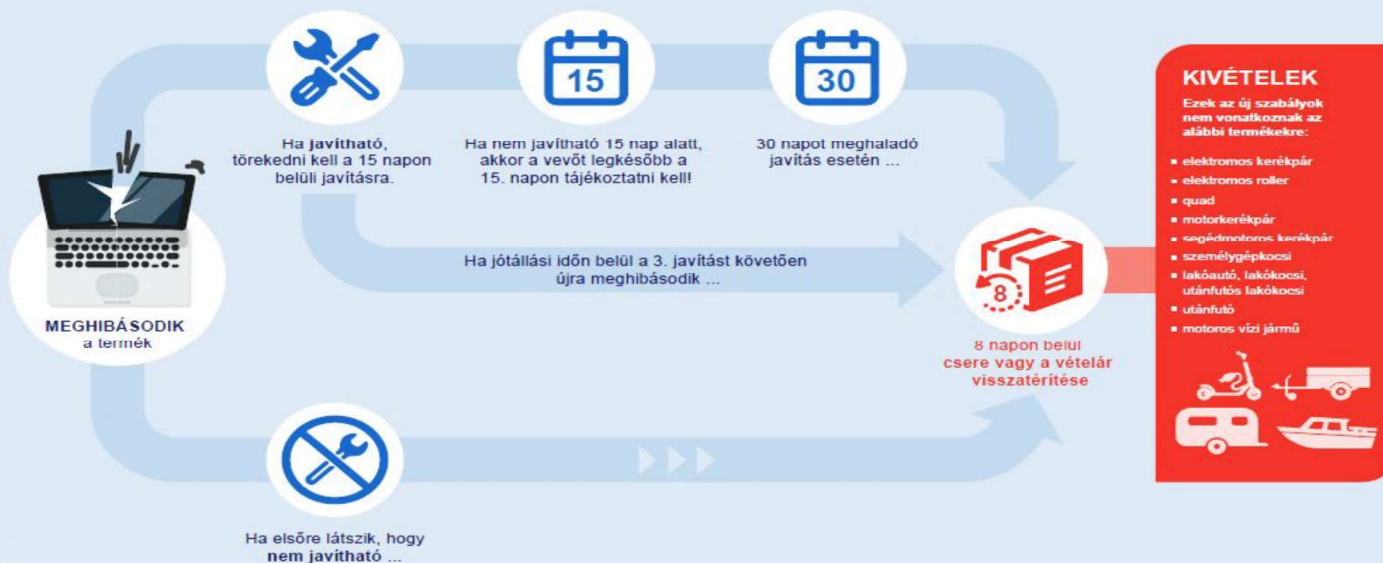 15
30
Ha javítható,
törekedni kell a 15 napon
belüli javításra.
Ha nem javítható 15 nap alatt,
akkor a vevőt legkésőbb a
15. napon tájékoztatni kell!
30 napot meghaladó
javítás esetén ...
MEGHIBÁSODIK
a termék
Ha jótállási időn belül a 3. javítást követően
újra meghibásodik ...
8
8 napon belül
csere vagy a vételár
visszatérítése
Ha elsőre látszik, hogy
nem javítható ...
KIVÉTELEK
Ezek az új szabályok
nem vonatkoznak az
alábbi termékekre:
▪ elektromos kerékpár
▪ elektromos roller
▪ quad
▪ motorkerékpár
▪ segédmotoros kerékpár
▪ személygépkocsi
▪ lakóautó, lakókocsi,
utánfutós lakókocsi
▪ utánfutó
▪ motoros vízi jármű